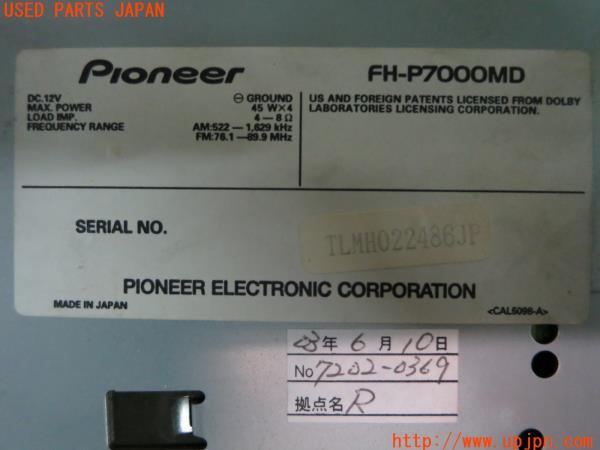 USED PARTS JAPAN
Pioneer
FH-P7000MD
DC.12V ⊖ GROUND
MAX. POWER 45 W×4
LOAD IMP. 4 – 8 Ω
FREQUENCY RANGE AM:522 – 1,629 kHz
FM:76.1 –89.9 MHz
US AND FOREIGN PATENTS LICENSED FROM DOLBY
LABORATORIES LICENSING CORPORATION.
SERIAL NO. TLMH022486JP
PIONEER ELECTRONIC CORPORATION
MADE IN JAPAN
<CAL5098-A>
28年 6月 10日
No 7202-0369
拠点名 R
http://www.upjpn.com/